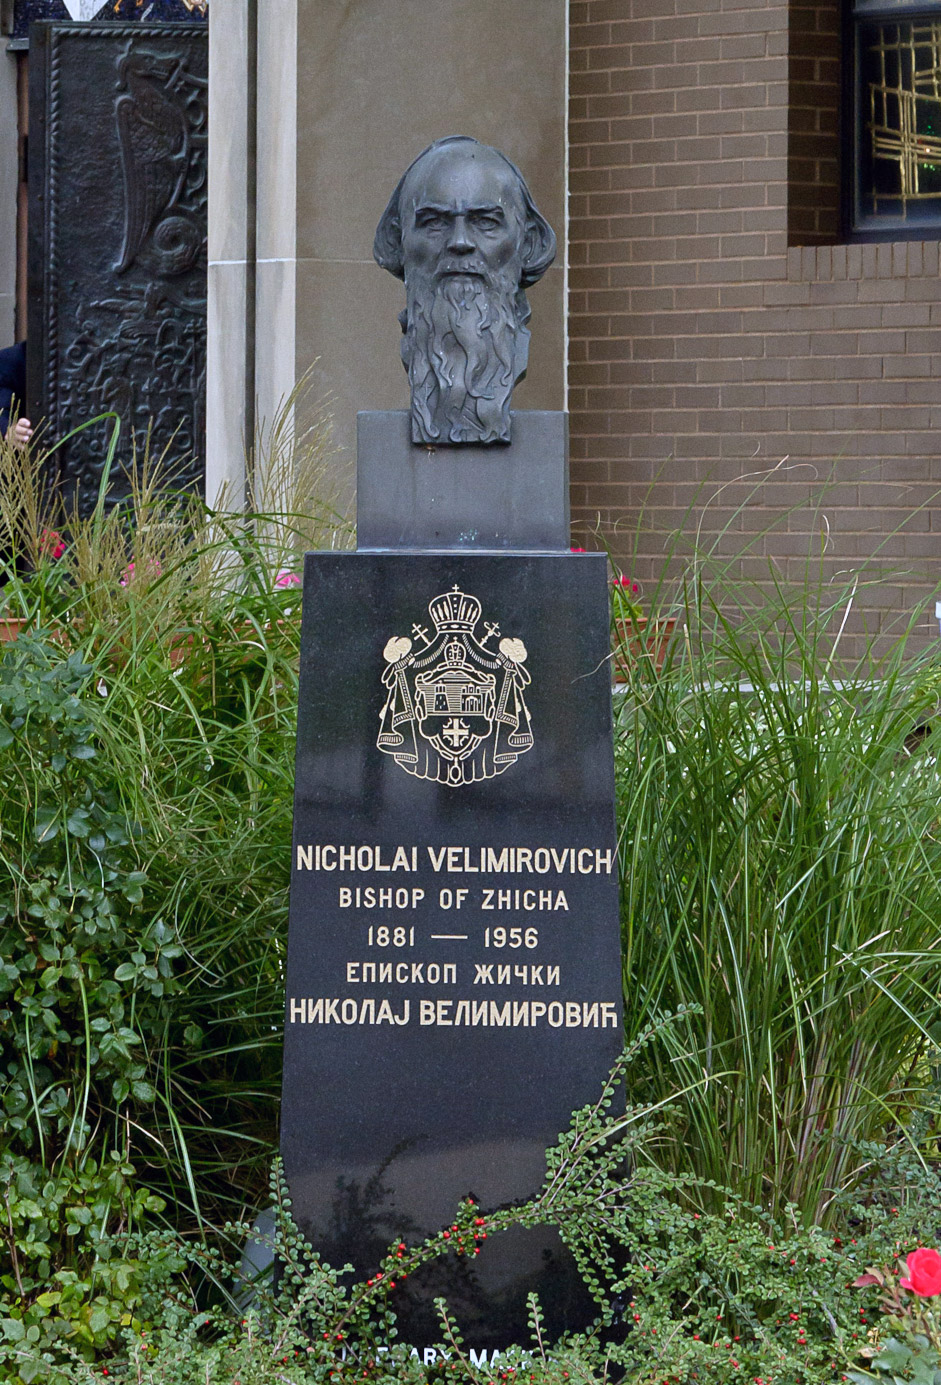 NICHOLAI VELIMIROVICH
BISHOP OF ZHICHA
1881 — 1956
ЕПИСКОП ЖИЧКИ
НИКОЛАЈ ВЕЛИМИРОВИЋ